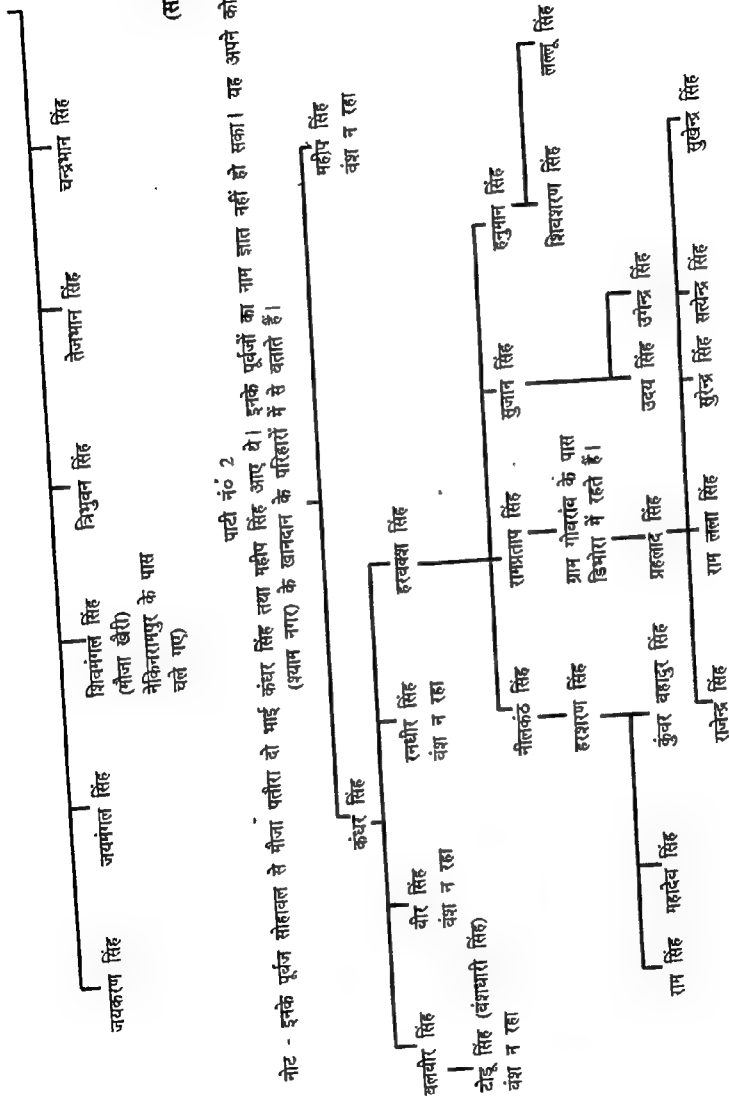 (स
जयकरण सिंह जयमंगल सिंह शिवमंगल सिंह त्रिभुवन सिंह तेजभान सिंह चन्द्रभान सिंह
(मौजा खैरी)
नेकिनरामपुर के पास
चले गए)
पाटी नं० 2
नोट - इनके पूर्वज सोहावल से मौजा पतौरा दो भाई कंधर सिंह तथा महीप सिंह आए थे। इनके पूर्वजों का नाम ज्ञात नहीं हो सका। यह अपने को
(श्याम नगर) के खानदान के परिहारों में से बताते हैं।
कंधर सिंह महीप सिंह
वंश न रहा
बलवीर सिंह वीर सिंह रनधीर सिंह हरबक्श सिंह
वंश न रहा वंश न रहा
टोडू सिंह (वंशधारी सिंह)
वंश न रहा
नीलकंठ सिंह रामप्रताप सिंह सुजान सिंह हनुमान सिंह
हरशरण सिंह ग्राम गोबरांव के पास
डिभोरा में रहते हैं।
शिवशरण सिंह लल्लू सिंह
राम सिंह महादेव सिंह कुंवर बहादुर सिंह प्रहलाद सिंह उदय सिंह उगेन्द्र सिंह
राजेन्द्र सिंह राम लला सिंह सुरेन्द्र सिंह सत्येन्द्र सिंह सुखेन्द्र सिंह